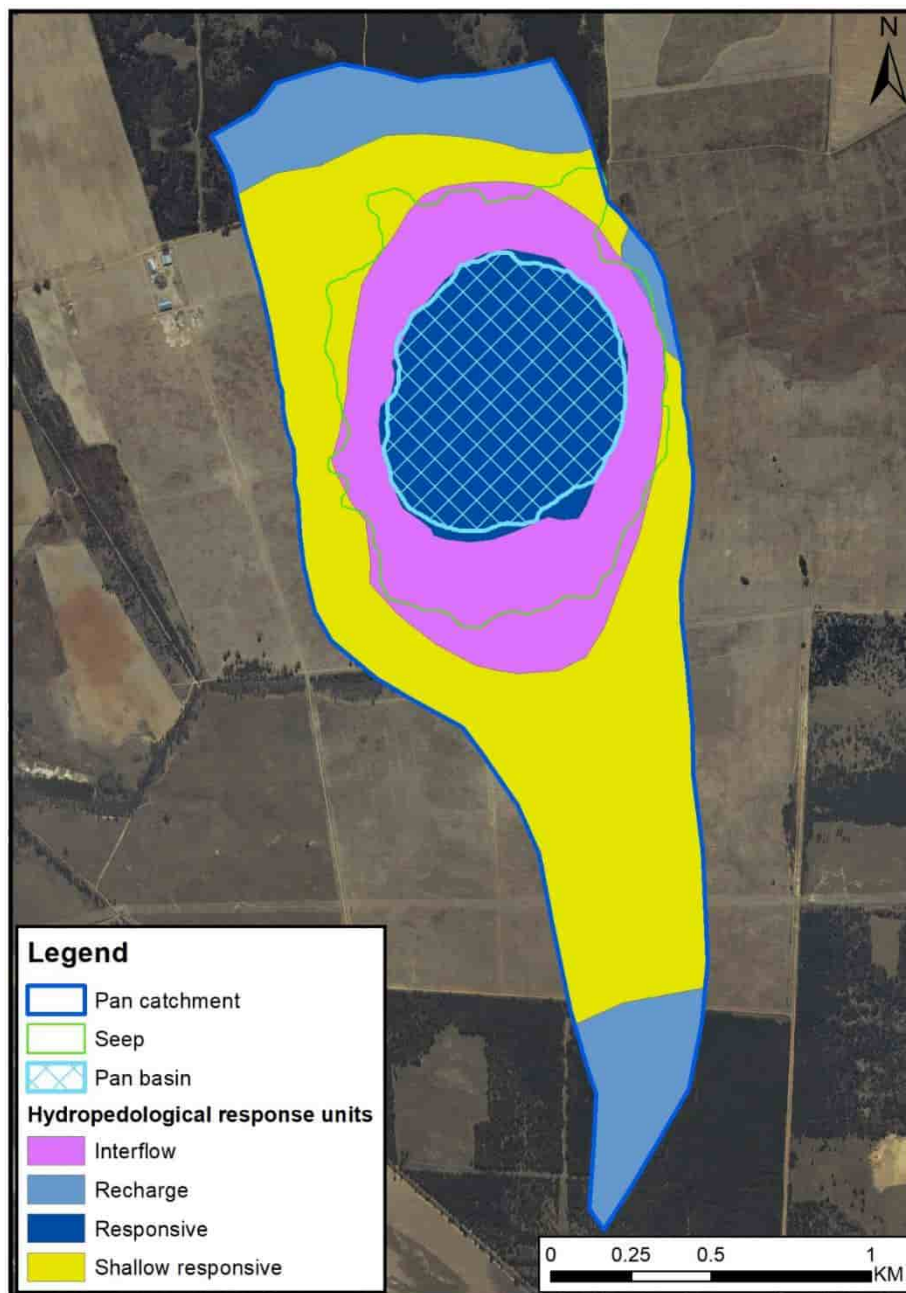 N
Legend
Pan catchment
Seep
Pan basin
Hydropedological response units
Interflow
Recharge
Responsive
Shallow responsive
0 0.25 0.5 1
KM